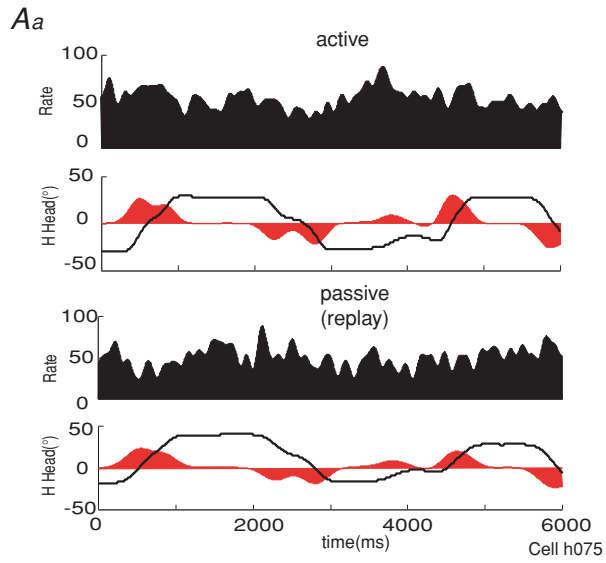 Aa
active
100
50
0
Rate
50
0
-50
H Head(°)
passive
(replay)
100
50
0
Rate
50
0
-50
H Head(°)
0
2000
4000
6000
time(ms)
Cell h075